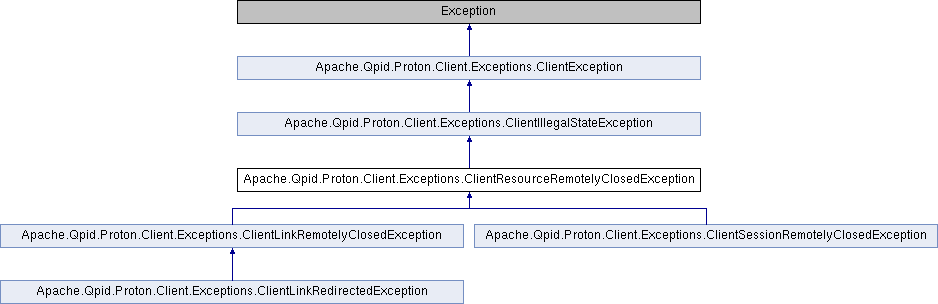 Exception
Apache.Qpid.Proton.Client.Exceptions.ClientException
Apache.Qpid.Proton.Client.Exceptions.ClientIllegalStateException
Apache.Qpid.Proton.Client.Exceptions.ClientResourceRemotelyClosedException
Apache.Qpid.Proton.Client.Exceptions.ClientLinkRemotelyClosedException
Apache.Qpid.Proton.Client.Exceptions.ClientSessionRemotelyClosedException
Apache.Qpid.Proton.Client.Exceptions.ClientLinkRedirectedException